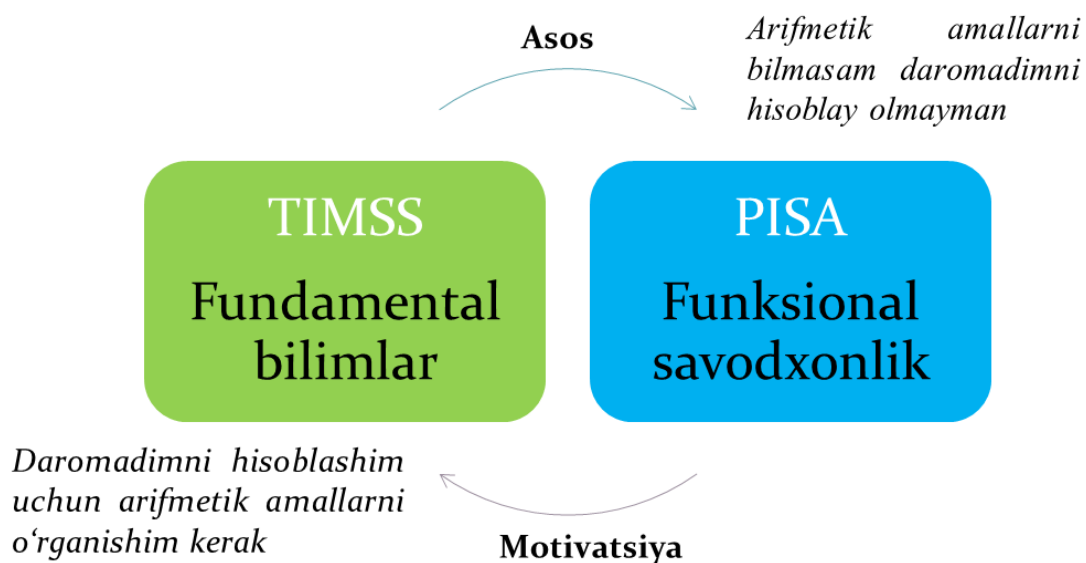 Asos
Arifmetik amallarni
bilmasam daromadimni
hisoblay olmayman
TIMSS
Fundamental
bilimlar
PISA
Funksional
savodxonlik
Daromadimni hisoblashim
uchun arifmetik amallarni
o‘rganishim kerak
Motivatsiya